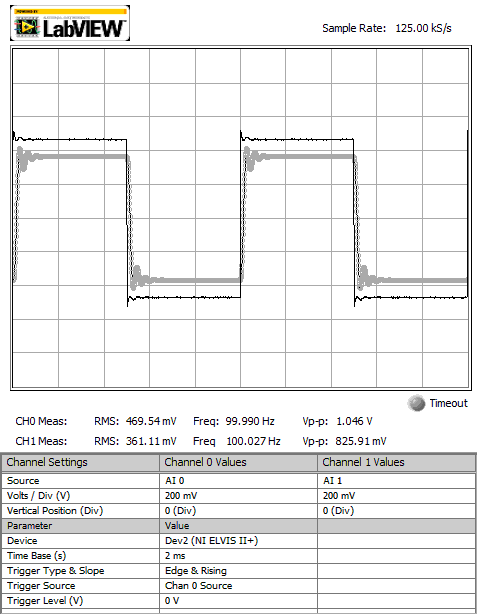 POWERED BY
NATIONAL INSTRUMENTS
LabVIEW
Sample Rate: 125.00 kS/s
Timeout
CH0 Meas: RMS: 469.54 mV Freq: 99.990 Hz Vp-p: 1.046 V
CH1 Meas: RMS: 361.11 mV Freq 100.027 Hz Vp-p: 825.91 mV
Channel Settings Channel 0 Values Channel 1 Values
Source AI 0 AI 1
Volts / Div (V) 200 mV 200 mV
Vertical Position (Div) 0 (Div) 0 (Div)
Parameter Value
Device Dev2 (NI ELVIS II+)
Time Base (s) 2 ms
Trigger Type & Slope Edge & Rising
Trigger Source Chan 0 Source
Trigger Level (V) 0 V